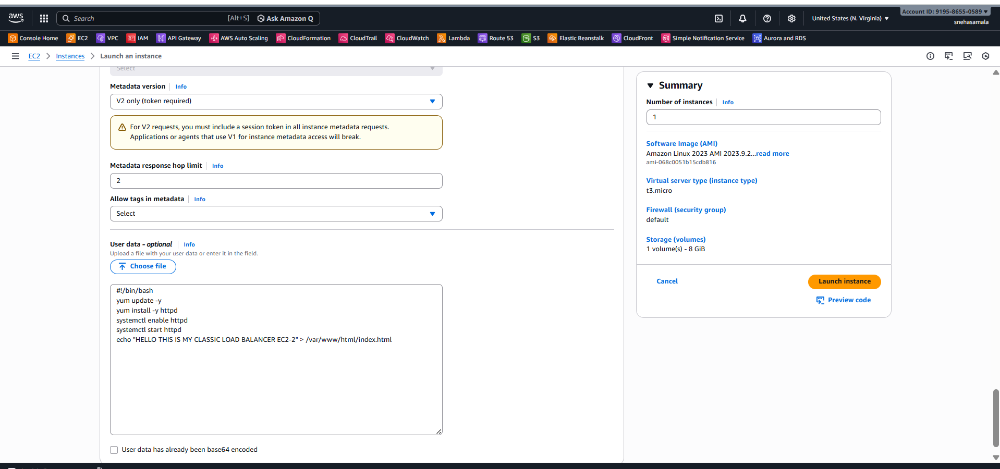 aws
Search
[Alt+S]
Ask Amazon Q
United States (N. Virginia)
Account ID: 9195-8655-0589
snehasamala
Console Home
EC2
VPC
IAM
API Gateway
AWS Auto Scaling
CloudFormation
CloudTrail
CloudWatch
Lambda
Route 53
S3
Elastic Beanstalk
CloudFront
Simple Notification Service
Aurora and RDS
EC2
Instances
Launch an instance
Select
Metadata version
Info
V2 only (token required)
For V2 requests, you must include a session token in all instance metadata requests.
Applications or agents that use V1 for instance metadata access will break.
Metadata response hop limit
Info
2
Allow tags in metadata
Info
Select
User data - optional
Info
Upload a file with your user data or enter it in the field.
Choose file
#!/bin/bash
yum update -y
yum install -y httpd
systemctl enable httpd
systemctl start httpd
echo "HELLO THIS IS MY CLASSIC LOAD BALANCER EC2-2" > /var/www/html/index.html
User data has already been base64 encoded
Summary
Number of instances
Info
1
Software Image (AMI)
Amazon Linux 2023 AMI 2023.9.2...read more
ami-068c0051b15cdb816
Virtual server type (instance type)
t3.micro
Firewall (security group)
default
Storage (volumes)
1 volume(s) - 8 GiB
Cancel
Launch instance
Preview code